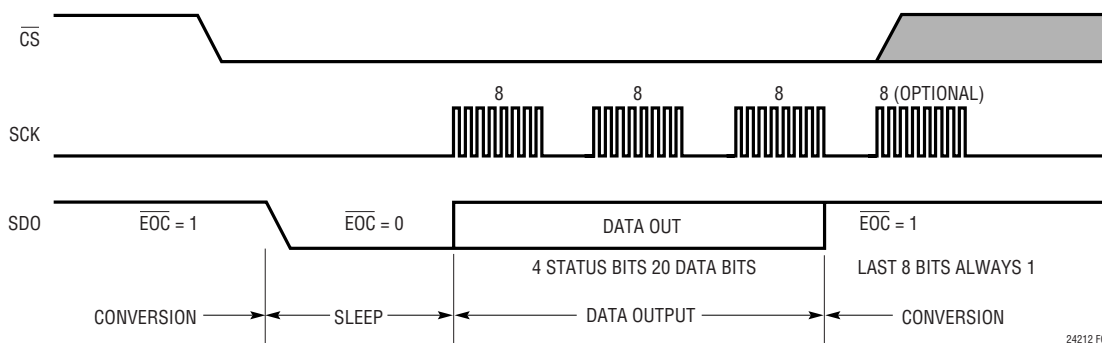 CS
8 8 8 8 (OPTIONAL)
SCK
SDO EOC = 1 EOC = 0 DATA OUT EOC = 1
4 STATUS BITS 20 DATA BITS LAST 8 BITS ALWAYS 1
CONVERSION SLEEP DATA OUTPUT CONVERSION
24212